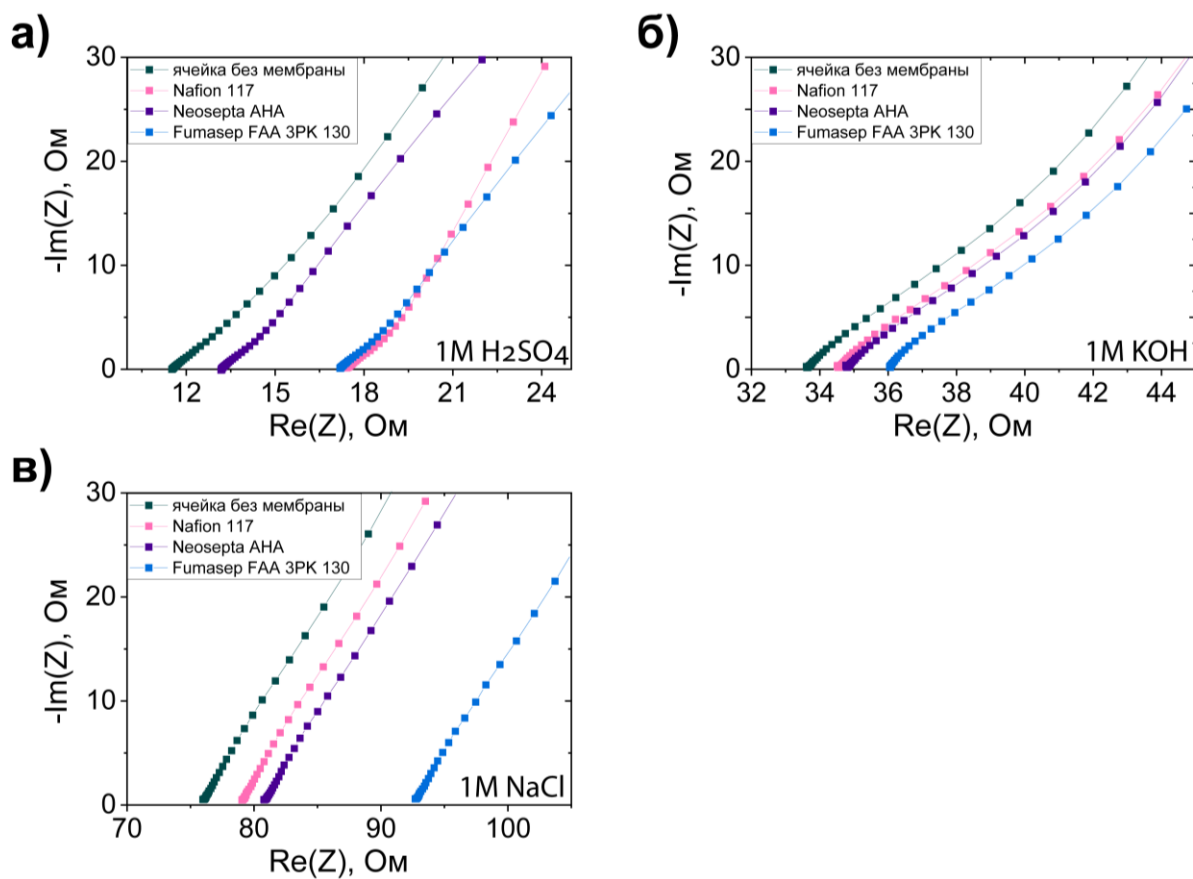 а)
30
20
10
0
-Im(Z), Ом
ячейка без мембраны
Nafion 117
Neosepta AHA
Fumasep FAA 3PK 130
1M H2SO4
12 15 18 21 24
Re(Z), Ом
б)
30
20
10
0
-Im(Z), Ом
ячейка без мембраны
Nafion 117
Neosepta AHA
Fumasep FAA 3PK 130
1M KOH
32 34 36 38 40 42 44
Re(Z), Ом
в)
30
20
10
0
-Im(Z), Ом
ячейка без мембраны
Nafion 117
Neosepta AHA
Fumasep FAA 3PK 130
1M NaCl
70 80 90 100
Re(Z), Ом